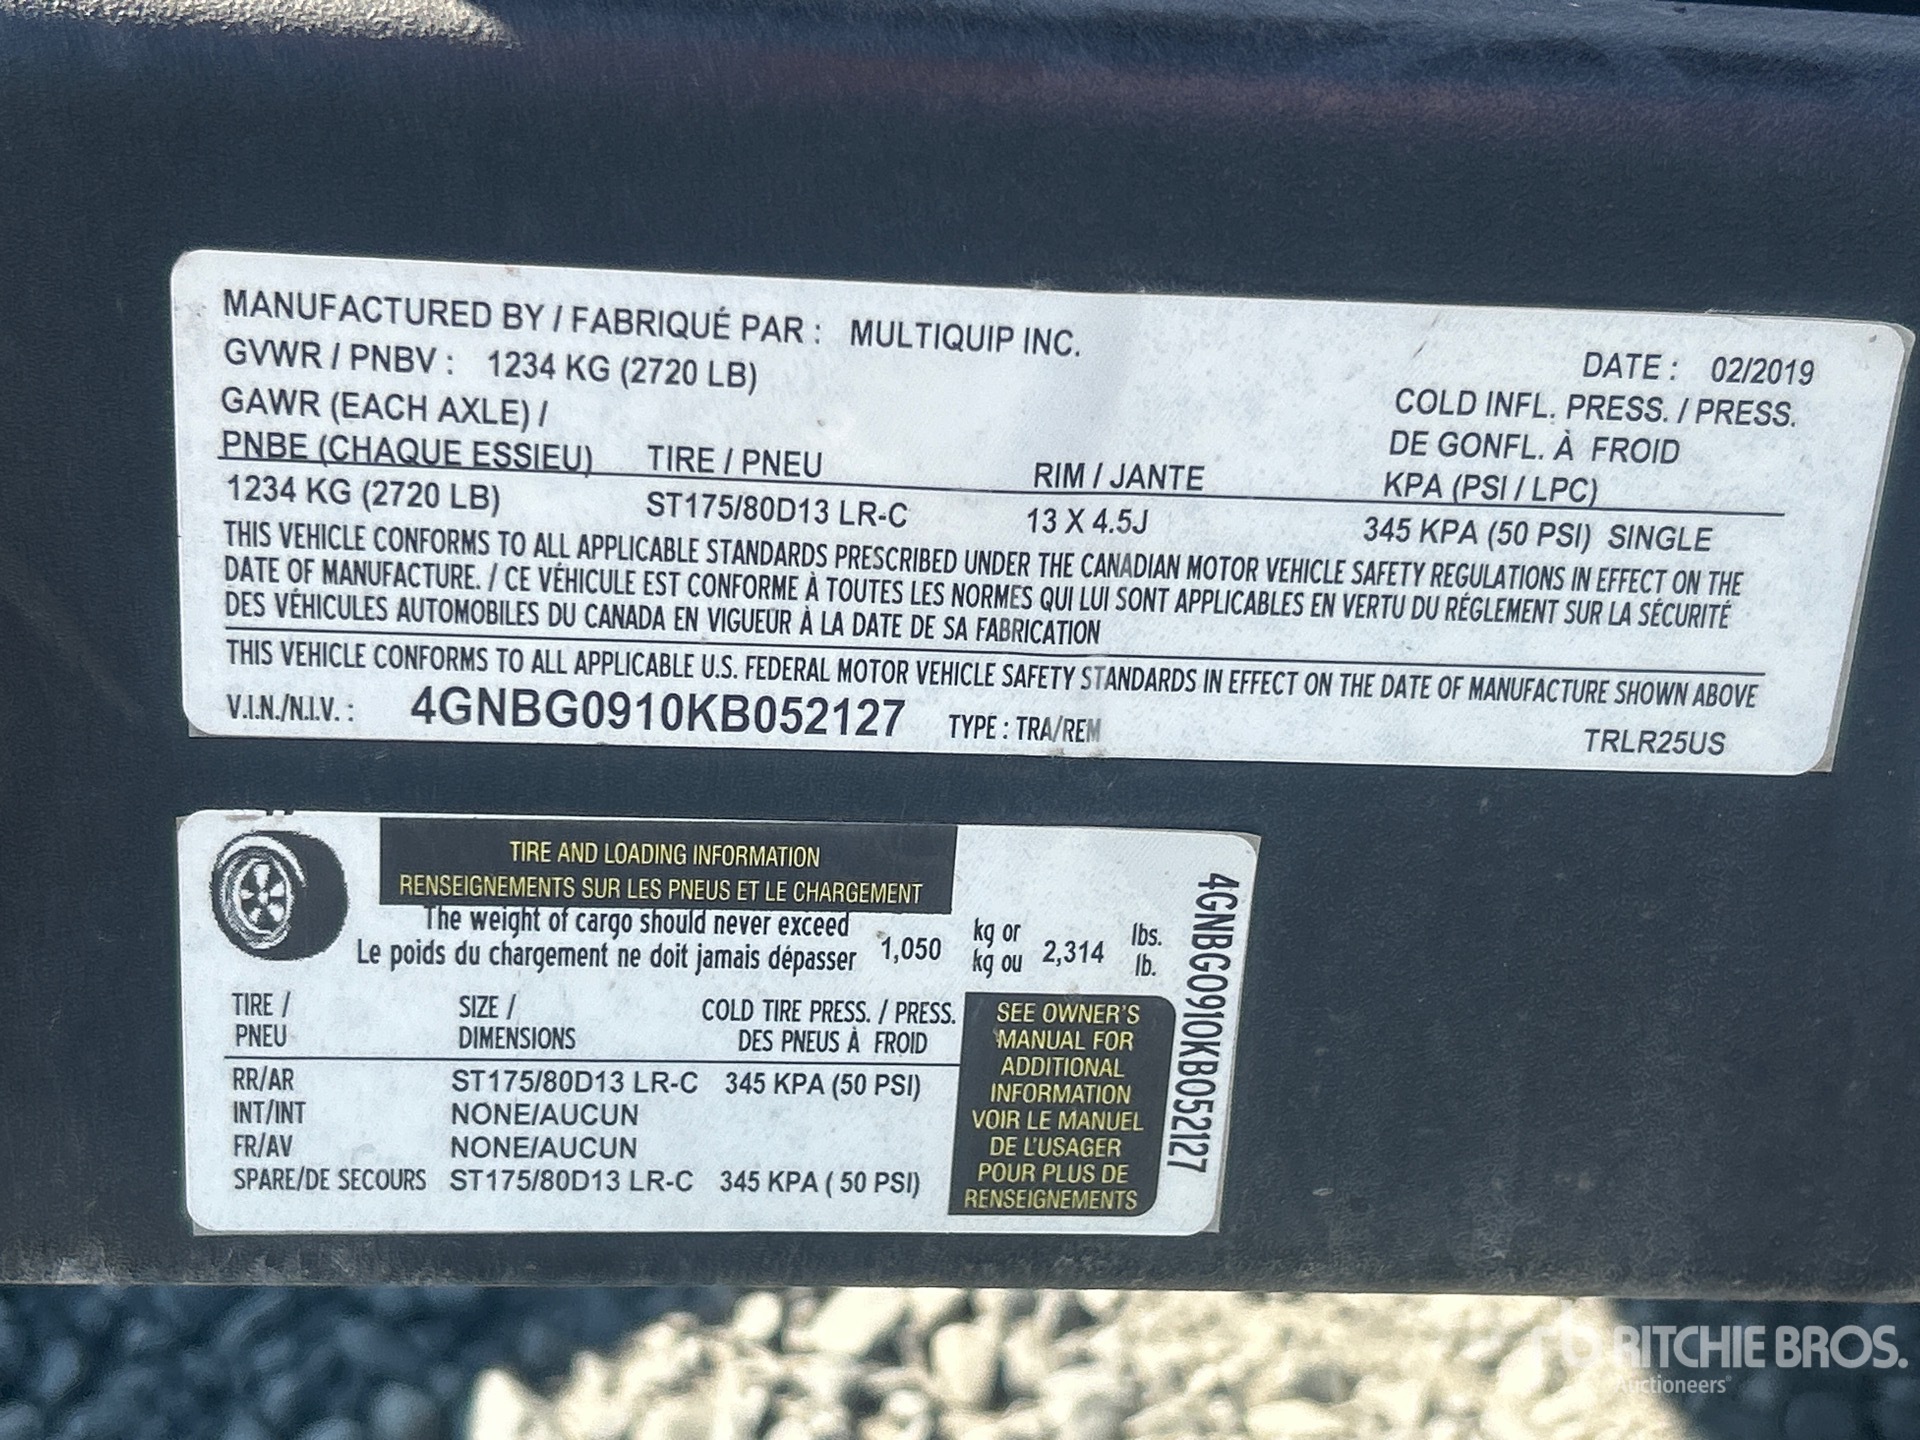 MANUFACTURED BY / FABRIQUÉ PAR : MULTIQUIP INC.
GVWR / PNBV : 1234 KG (2720 LB) DATE : 02/2019
GAWR (EACH AXLE) / COLD INFL. PRESS. / PRESS.
PNBE (CHAQUE ESSIEU) TIRE / PNEU RIM / JANTE DE GONFL. À FROID
KPA (PSI / LPC)
1234 KG (2720 LB) ST175/80D13 LR-C 13 X 4.5J 345 KPA (50 PSI) SINGLE
THIS VEHICLE CONFORMS TO ALL APPLICABLE STANDARDS PRESCRIBED UNDER THE CANADIAN MOTOR VEHICLE SAFETY REGULATIONS IN EFFECT ON THE
DATE OF MANUFACTURE. / CE VÉHICULE EST CONFORME À TOUTES LES NORMES QUI LUI SONT APPLICABLES EN VERTU DU RÉGLEMENT SUR LA SÉCURITÉ
DES VÉHICULES AUTOMOBILES DU CANADA EN VIGUEUR À LA DATE DE SA FABRICATION
THIS VEHICLE CONFORMS TO ALL APPLICABLE U.S. FEDERAL MOTOR VEHICLE SAFETY STANDARDS IN EFFECT ON THE DATE OF MANUFACTURE SHOWN ABOVE
V.I.N./N.I.V. : 4GNBG0910KB052127 TYPE : TRA/REM TRLR25US
TIRE AND LOADING INFORMATION
RENSEIGNEMENTS SUR LES PNEUS ET LE CHARGEMENT
The weight of cargo should never exceed
Le poids du chargement ne doit jamais dépasser
1,050 kg or 2,314 lbs.
kg ou lb.
TIRE / SIZE / COLD TIRE PRESS. / PRESS.
PNEU DIMENSIONS DES PNEUS À FROID
RR/AR ST175/80D13 LR-C 345 KPA (50 PSI)
INT/INT NONE/AUCUN
FR/AV NONE/AUCUN
SPARE/DE SECOURS ST175/80D13 LR-C 345 KPA ( 50 PSI)
SEE OWNER'S
MANUAL FOR
ADDITIONAL
INFORMATION
VOIR LE MANUEL
DE L'USAGER
POUR PLUS DE
RENSEIGNEMENTS
4GNBG0910KB052127
RITCHIE BROS.
Auctioneers